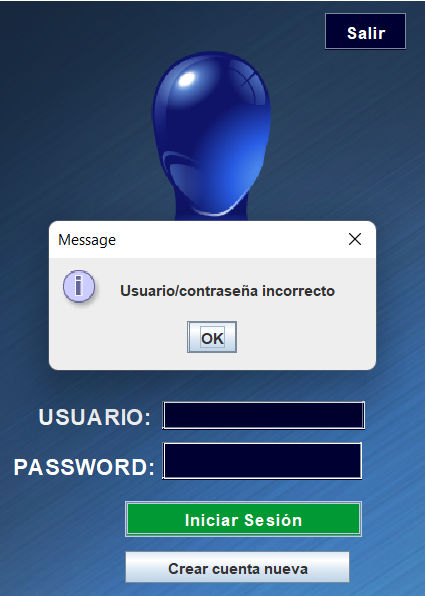 Salir
Message
Usuario/contraseña incorrecto
OK
USUARIO:
PASSWORD:
Iniciar Sesión
Crear cuenta nueva